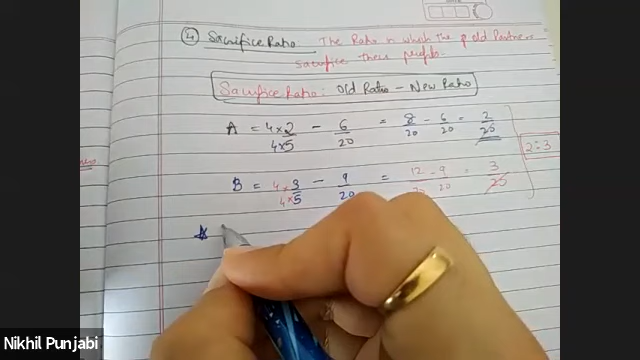 ④ Sacrifice Ratio. The Ratio in which the old Partners
Sacrifice their profits.
Sacrifice Ratio: Old Ratio - New Ratio
A = 4×2/4×5 - 6/20 = 8/20 - 6/20 = 2/20
2:3
B = 4×3/4×5 - 9/20 = 12/20 - 9/20 = 3/20
Nikhil Punjabi